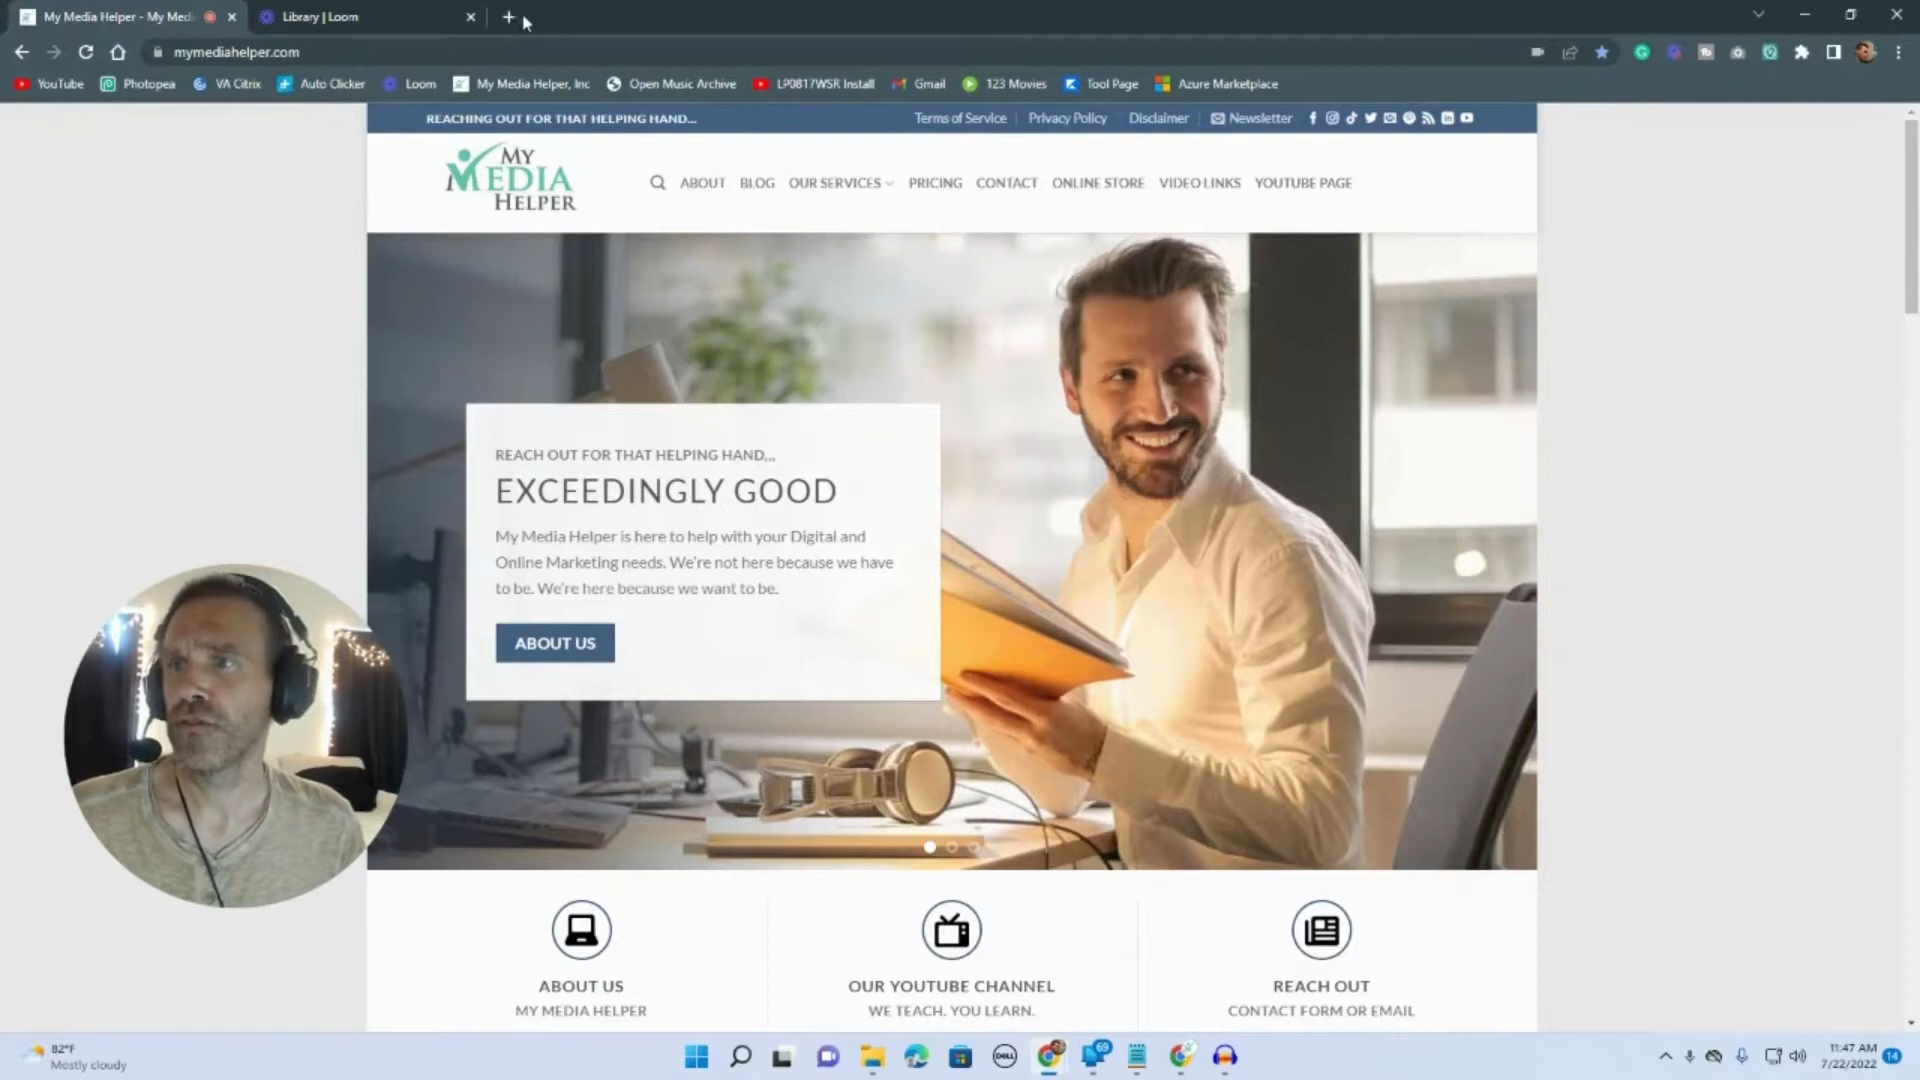 My Media Helper - My Medi
Library | Loom
mymediahelper.com
YouTube
Photopea
VA Citrix
Auto Clicker
Loom
My Media Helper, Inc
Open Music Archive
LP0817WSR Install
Gmail
123 Movies
Tool Page
Azure Marketplace
REACHING OUT FOR THAT HELPING HAND...
Terms of Service
Privacy Policy
Disclaimer
Newsletter
MY
MEDIA
HELPER
ABOUT
BLOG
OUR SERVICES
PRICING
CONTACT
ONLINE STORE
VIDEO LINKS
YOUTUBE PAGE
REACH OUT FOR THAT HELPING HAND...
EXCEEDINGLY GOOD
My Media Helper is here to help with your Digital and
Online Marketing needs. We're not here because we have
to be. We're here because we want to be.
ABOUT US
ABOUT US
MY MEDIA HELPER
OUR YOUTUBE CHANNEL
WE TEACH. YOU LEARN.
REACH OUT
CONTACT FORM OR EMAIL
82°F
Mostly cloudy
DELL
69
11:47 AM
7/22/2022
14